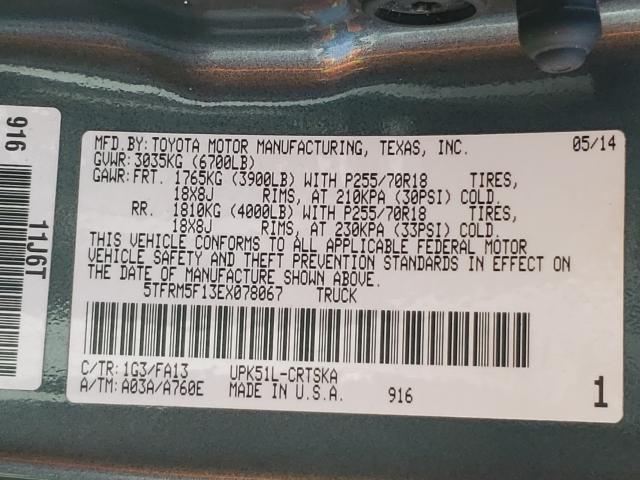 MFD.BY:TOYOTA MOTOR MANUFACTURING, TEXAS, INC. 05/14
GVWR:3035KG (6700LB)
GAWR:FRT. 1765KG (3900LB) WITH P255/70R18 TIRES,
18X8J RIMS, AT 210KPA (30PSI) COLD.
RR. 1810KG (4000LB) WITH P255/70R18 TIRES,
18X8J RIMS, AT 230KPA (33PSI) COLD.
THIS VEHICLE CONFORMS TO ALL APPLICABLE FEDERAL MOTOR
VEHICLE SAFETY AND THEFT PREVENTION STANDARDS IN EFFECT ON
THE DATE OF MANUFACTURE SHOWN ABOVE.
5TFRM5F13EX078067 TRUCK
C/TR:1G3/FA13 UPK51L-CRTSKA
A/TM:A03A/A760E MADE IN U.S.A. 916 1
916
11J6T